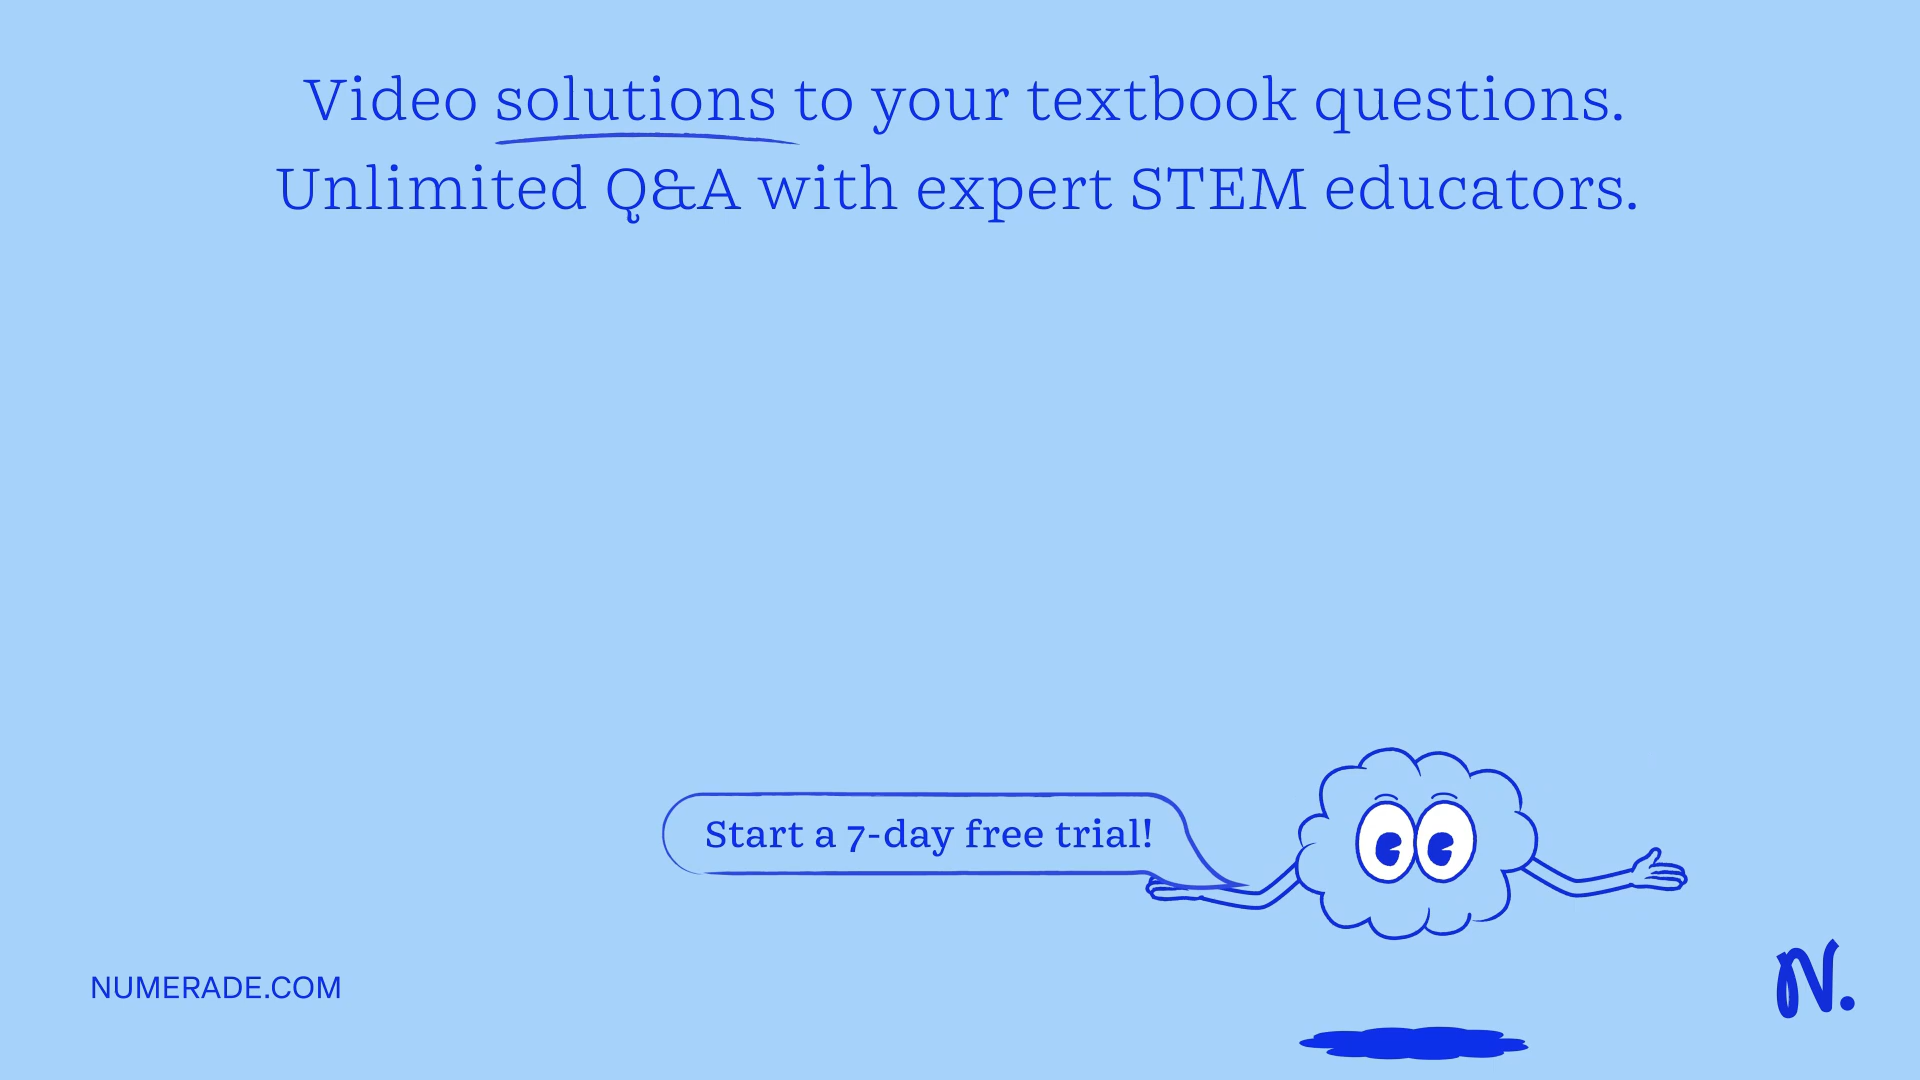 Video solutions to your textbook questions.
Unlimited Q&A with expert STEM educators.
Start a 7-day free trial!
NUMERADE.COM
N.